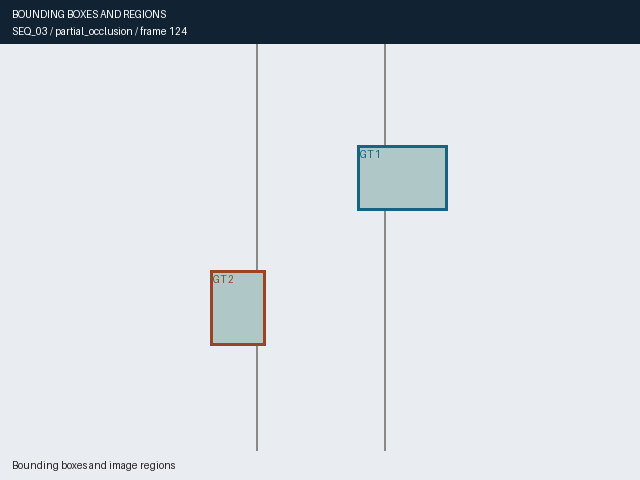 BOUNDING BOXES AND REGIONS
SEQ_03 / partial_occlusion / frame 124
GT1
GT2
Bounding boxes and image regions